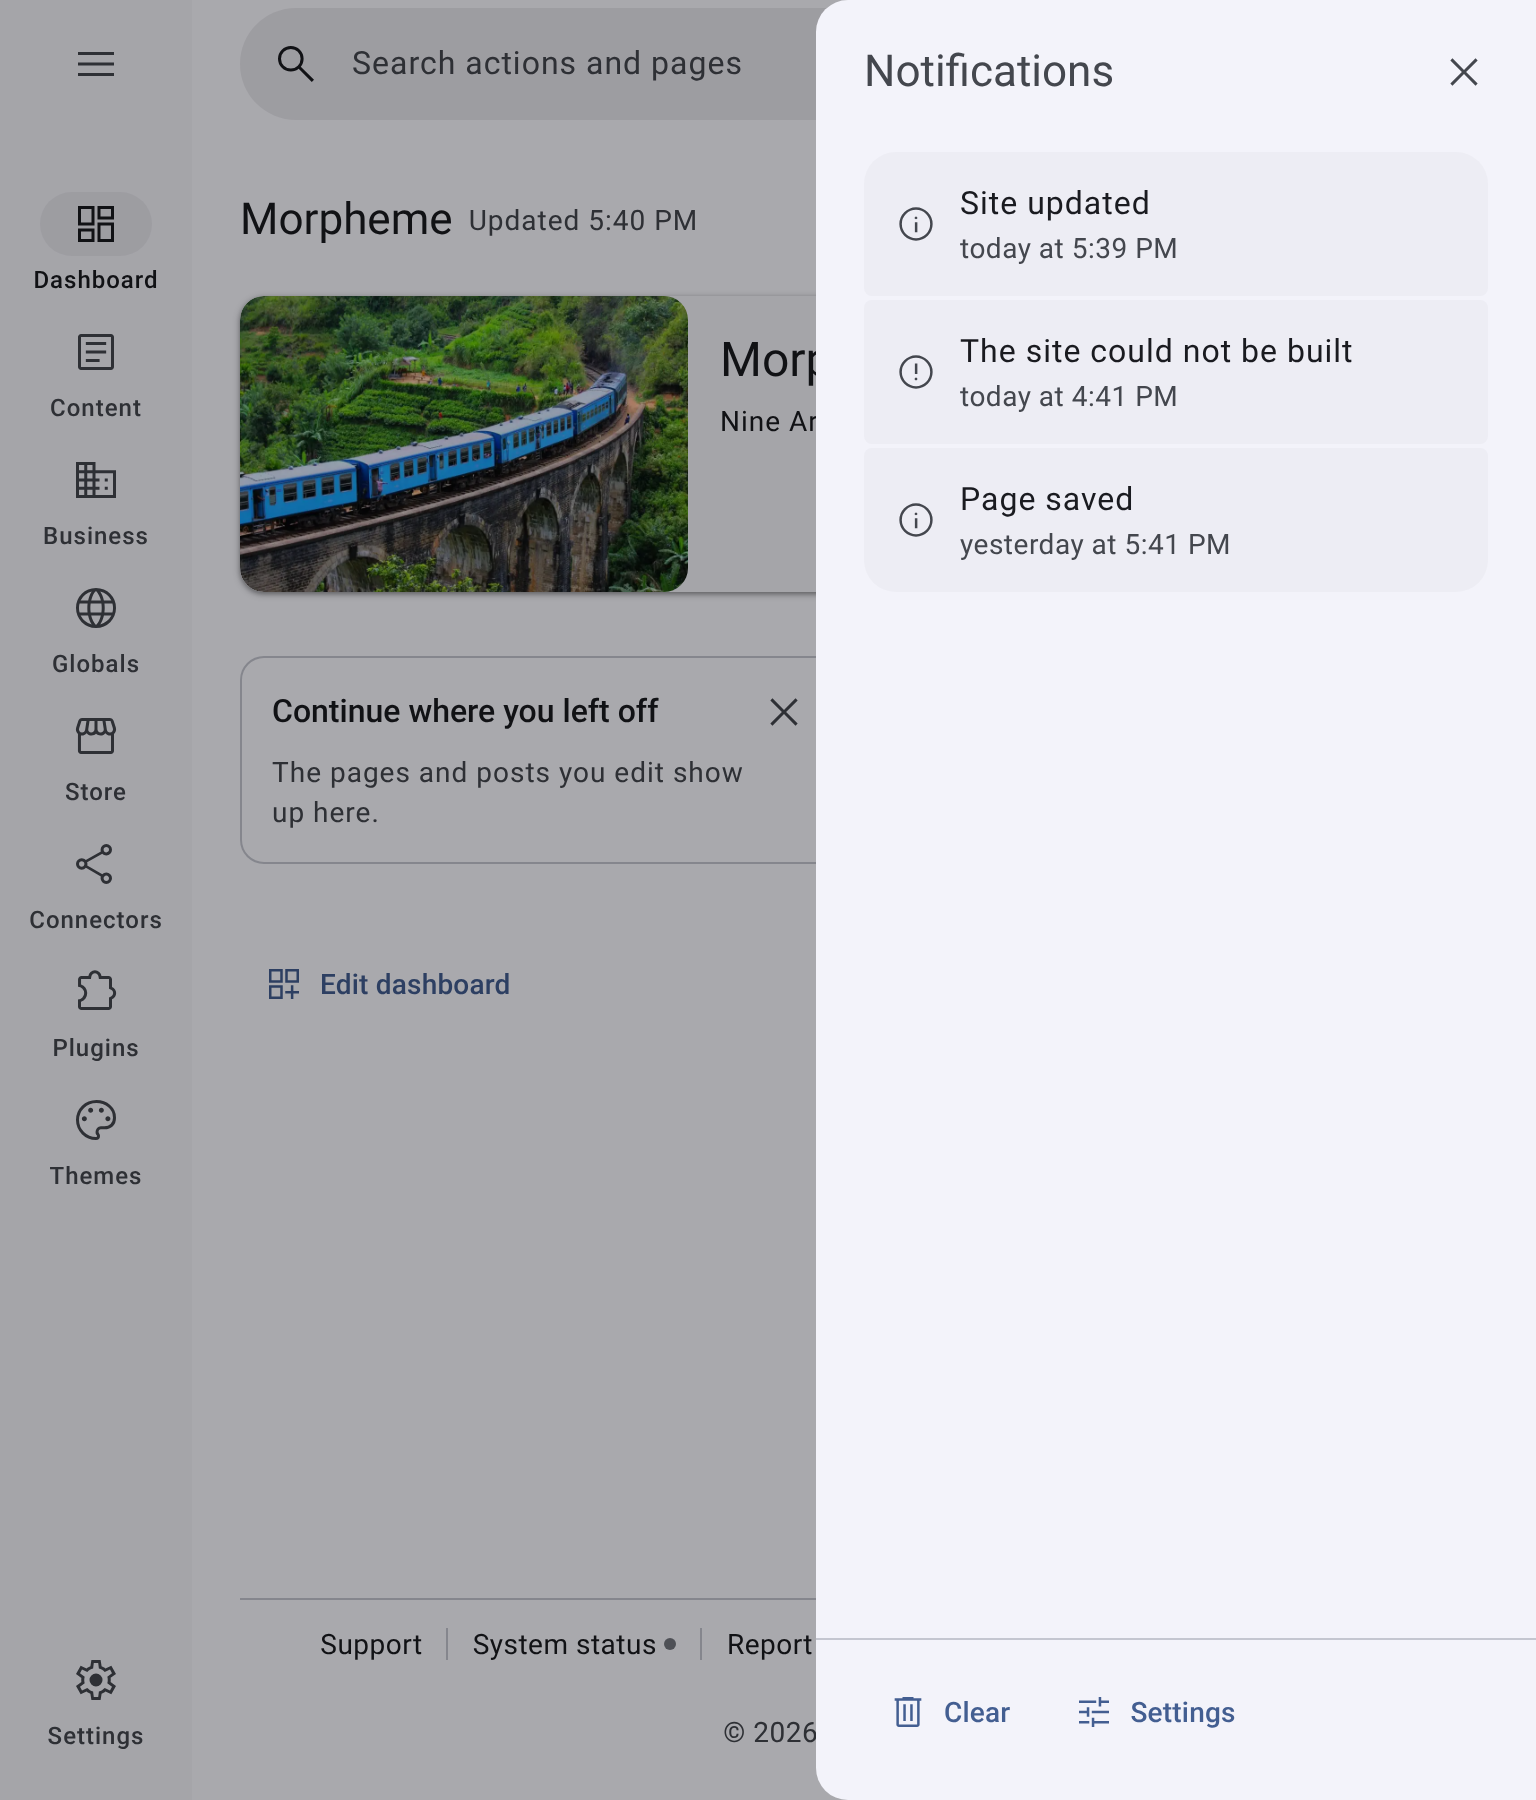 Search actions and pages
Morpheme Updated 5:40 PM
Dashboard
Content
Business
Globals
Store
Connectors
Plugins
Themes
Settings
Continue where you left off
The pages and posts you edit show
up here.
Edit dashboard
Support
System status
Report
© 2026
Notifications
Site updated
today at 5:39 PM
The site could not be built
today at 4:41 PM
Page saved
yesterday at 5:41 PM
Clear
Settings